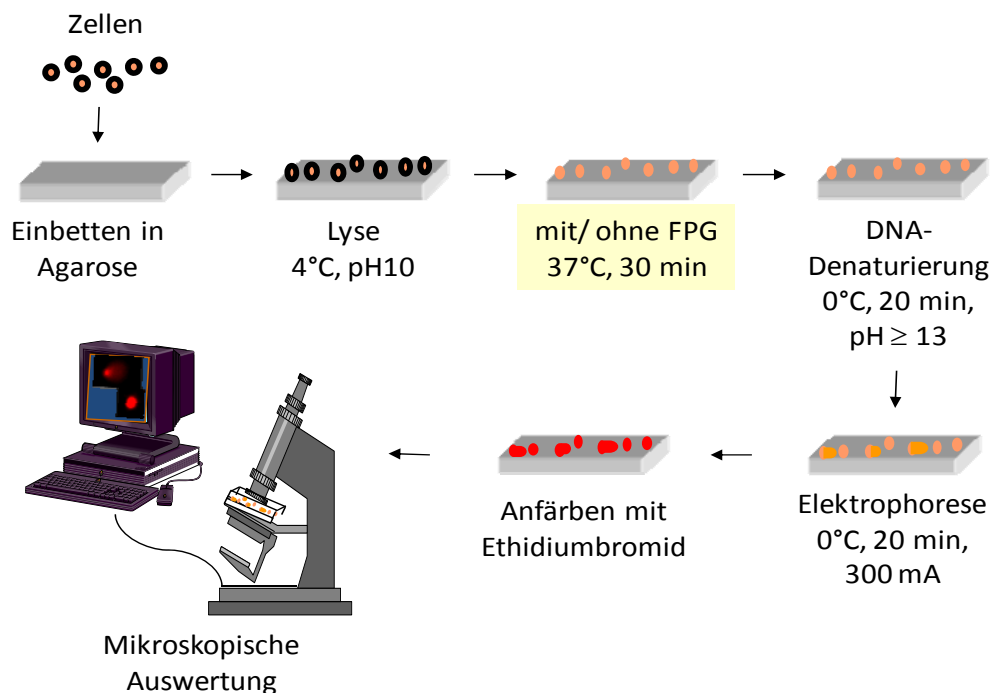 Zellen
Einbetten in
Agarose
Lyse
4°C, pH10
mit/ ohne FPG
37°C, 30 min
DNA-
Denaturierung
0°C, 20 min,
pH ≥ 13
Elektrophorese
0°C, 20 min,
300 mA
Anfärben mit
Ethidiumbromid
Mikroskopische
Auswertung